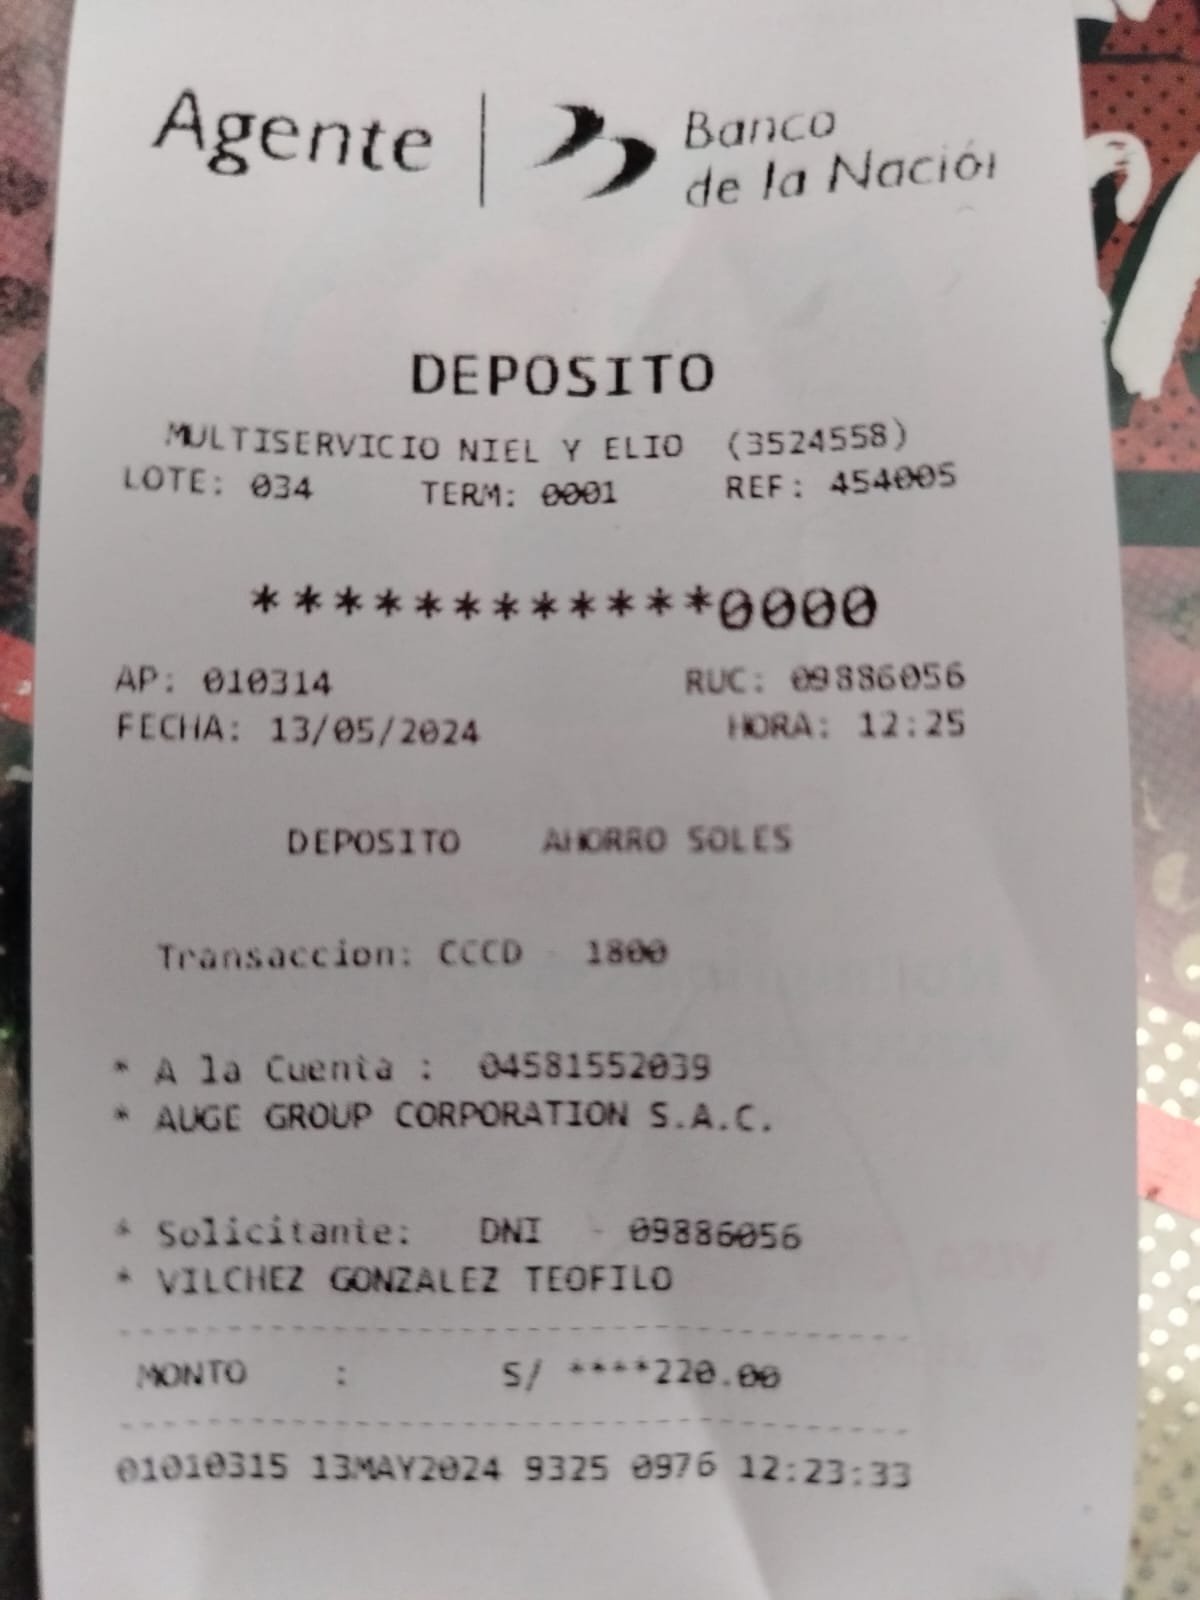 Agente | Banco
de la Nación
DEPOSITO
MULTISERVICIO NIEL Y ELIO (3524558)
LOTE: 034 TERM: 0001 REF: 454005
************0000
AP: 010314 RUC: 09886056
FECHA: 13/05/2024 HORA: 12:25
DEPOSITO AHORRO SOLES
Transaccion: CCCD - 1800
* A la Cuenta : 04581552039
* AUGE GROUP CORPORATION S.A.C.
* Solicitante: DNI - 09886056
* VILCHEZ GONZALEZ TEOFILO
MONTO : S/ ****220.00
01010315 13MAY2024 9325 0976 12:23:33